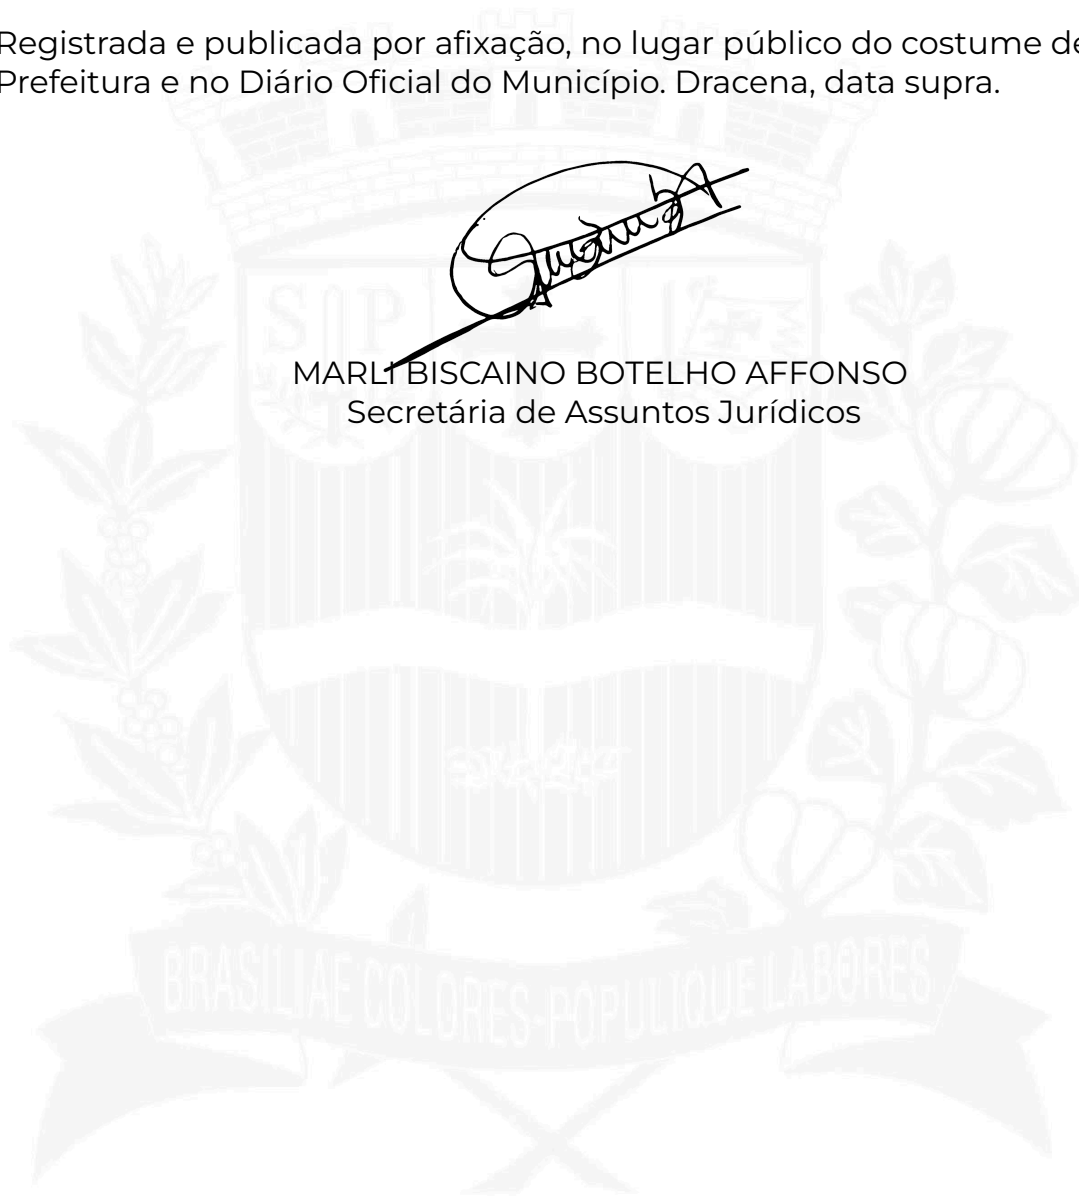 Registrada e publicada por afixação, no lugar público do costume de
Prefeitura e no Diário Oficial do Município. Dracena, data supra.
MARLI BISCAINO BOTELHO AFFONSO
Secretária de Assuntos Jurídicos
S P
BRASILIAE COLORES-POPULIQUE LABORES